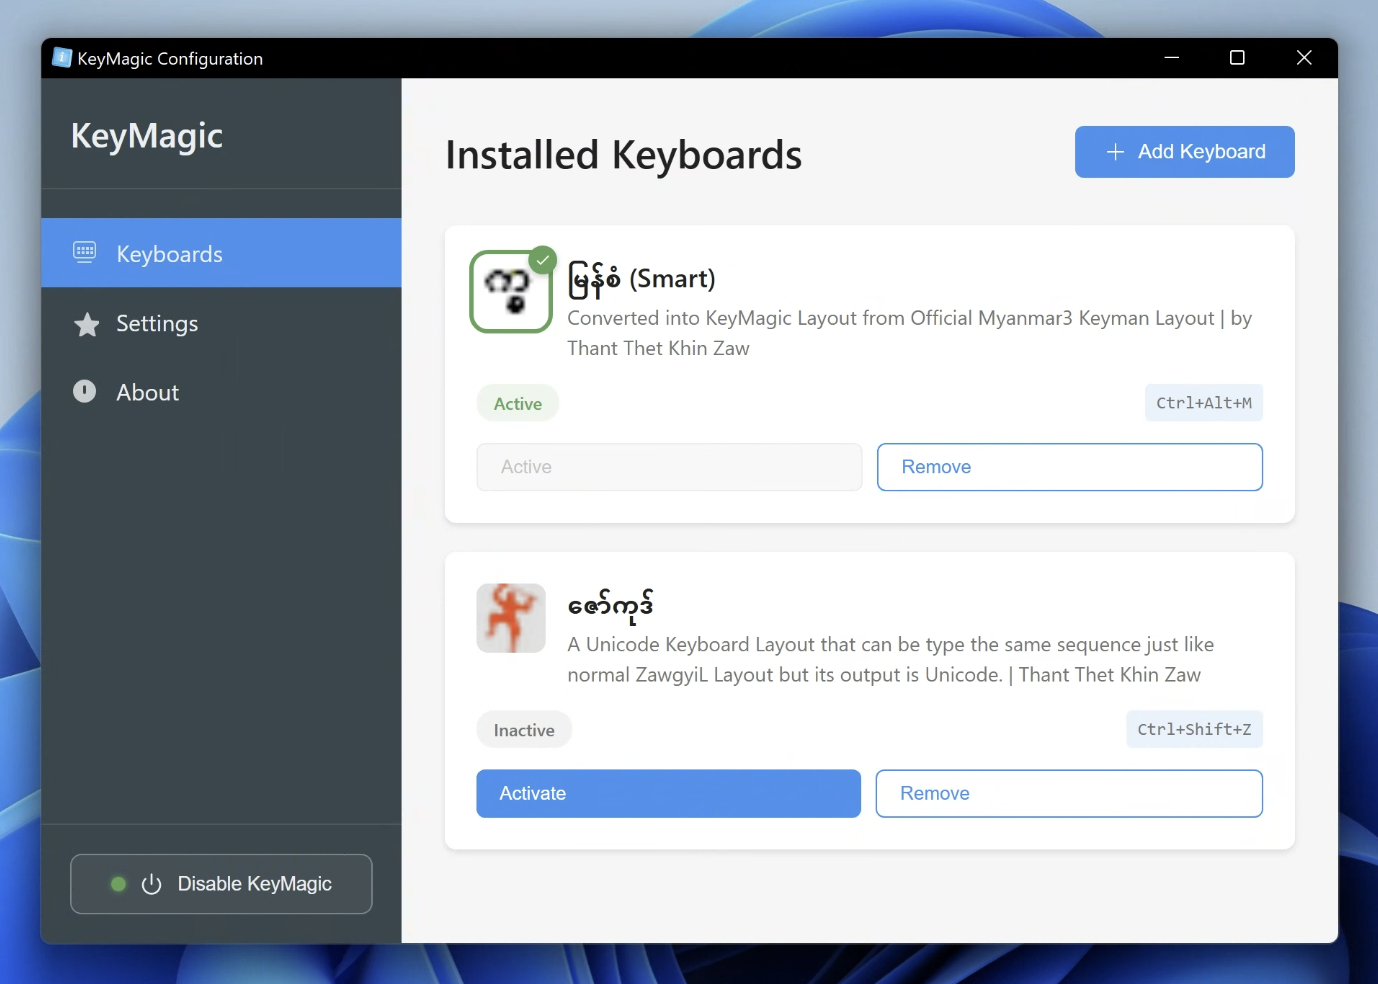 KeyMagic Configuration
KeyMagic
Keyboards
Settings
About
Disable KeyMagic
Installed Keyboards
Add Keyboard
မြန်စံ (Smart)
Converted into KeyMagic Layout from Official Myanmar3 Keyman Layout | by
Thant Thet Khin Zaw
Active
Ctrl+Alt+M
Active
Remove
ဇော်ကုဒ်
A Unicode Keyboard Layout that can be type the same sequence just like
normal ZawgyiL Layout but its output is Unicode. | Thant Thet Khin Zaw
Inactive
Ctrl+Shift+Z
Activate
Remove